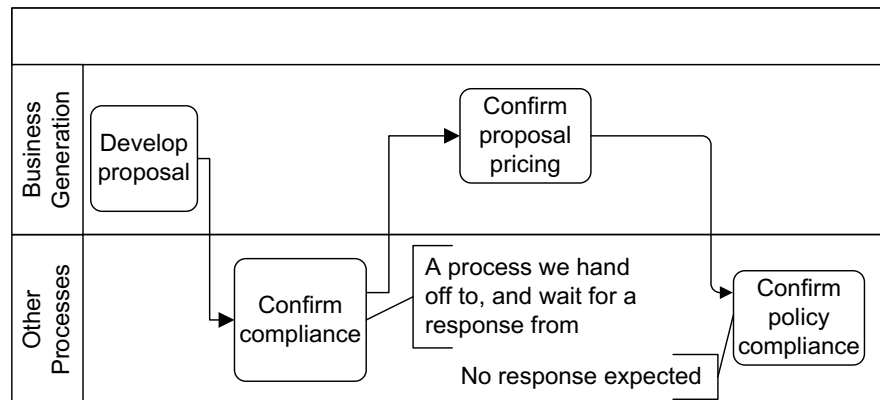 Business
Generation
Develop
proposal
Confirm
proposal
pricing
Other
Processes
Confirm
compliance
A process we hand
off to, and wait for a
response from
No response expected
Confirm
policy
compliance